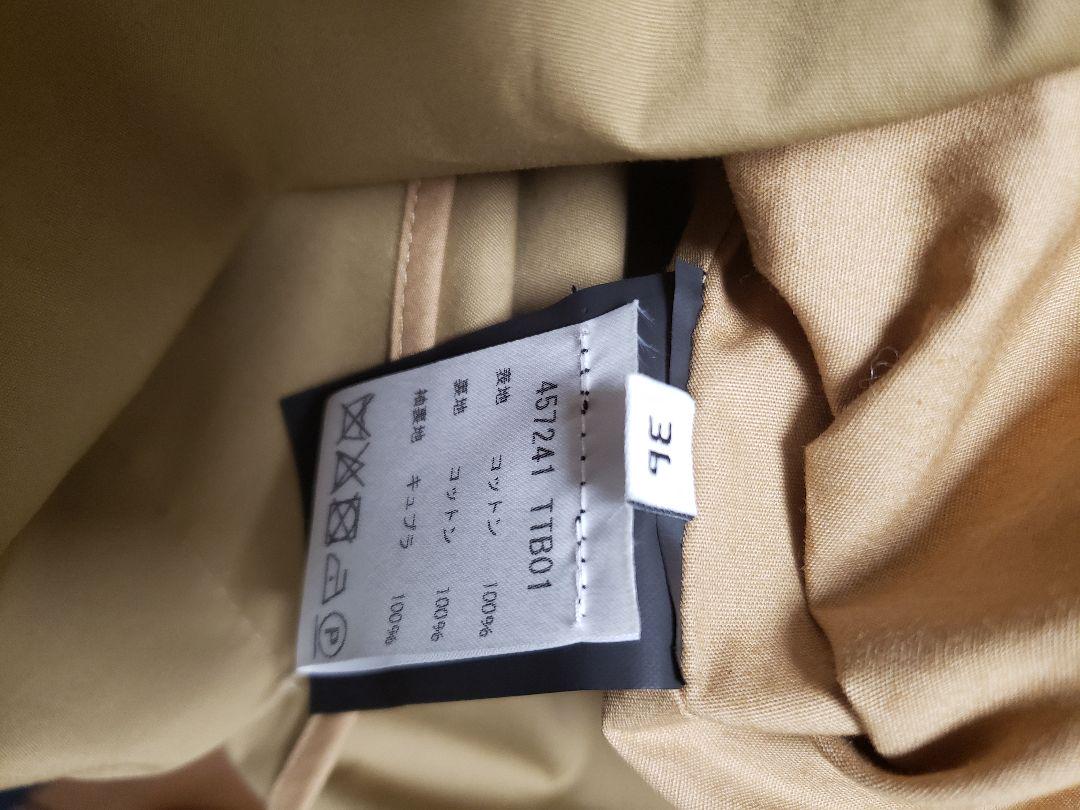 36
457241 TTB01
表地 コットン 100%
裏地 コットン 100%
袖裏地 キュプラ 100%
P